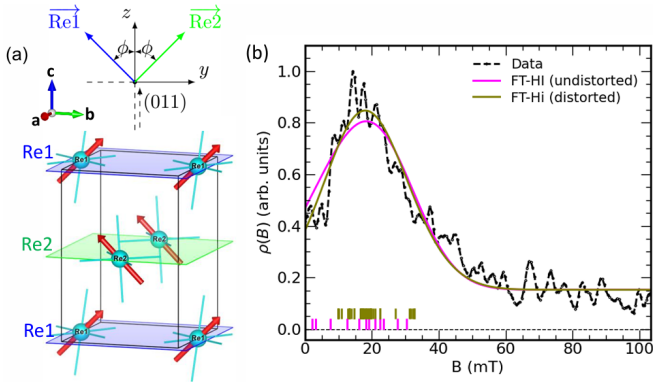 (a)
Re1
Re2
z
ϕ
ϕ
y
(011)
c
b
a
Re1
Re1
Re1
Re2
Re2
Re2
Re1
Re1
Re1
(b)
Data
FT-HI (undistorted)
FT-Hi (distorted)
ρ(B) (arb. units)
1.0
0.8
0.6
0.4
0.2
0.0
0
20
40
60
80
100
B (mT)